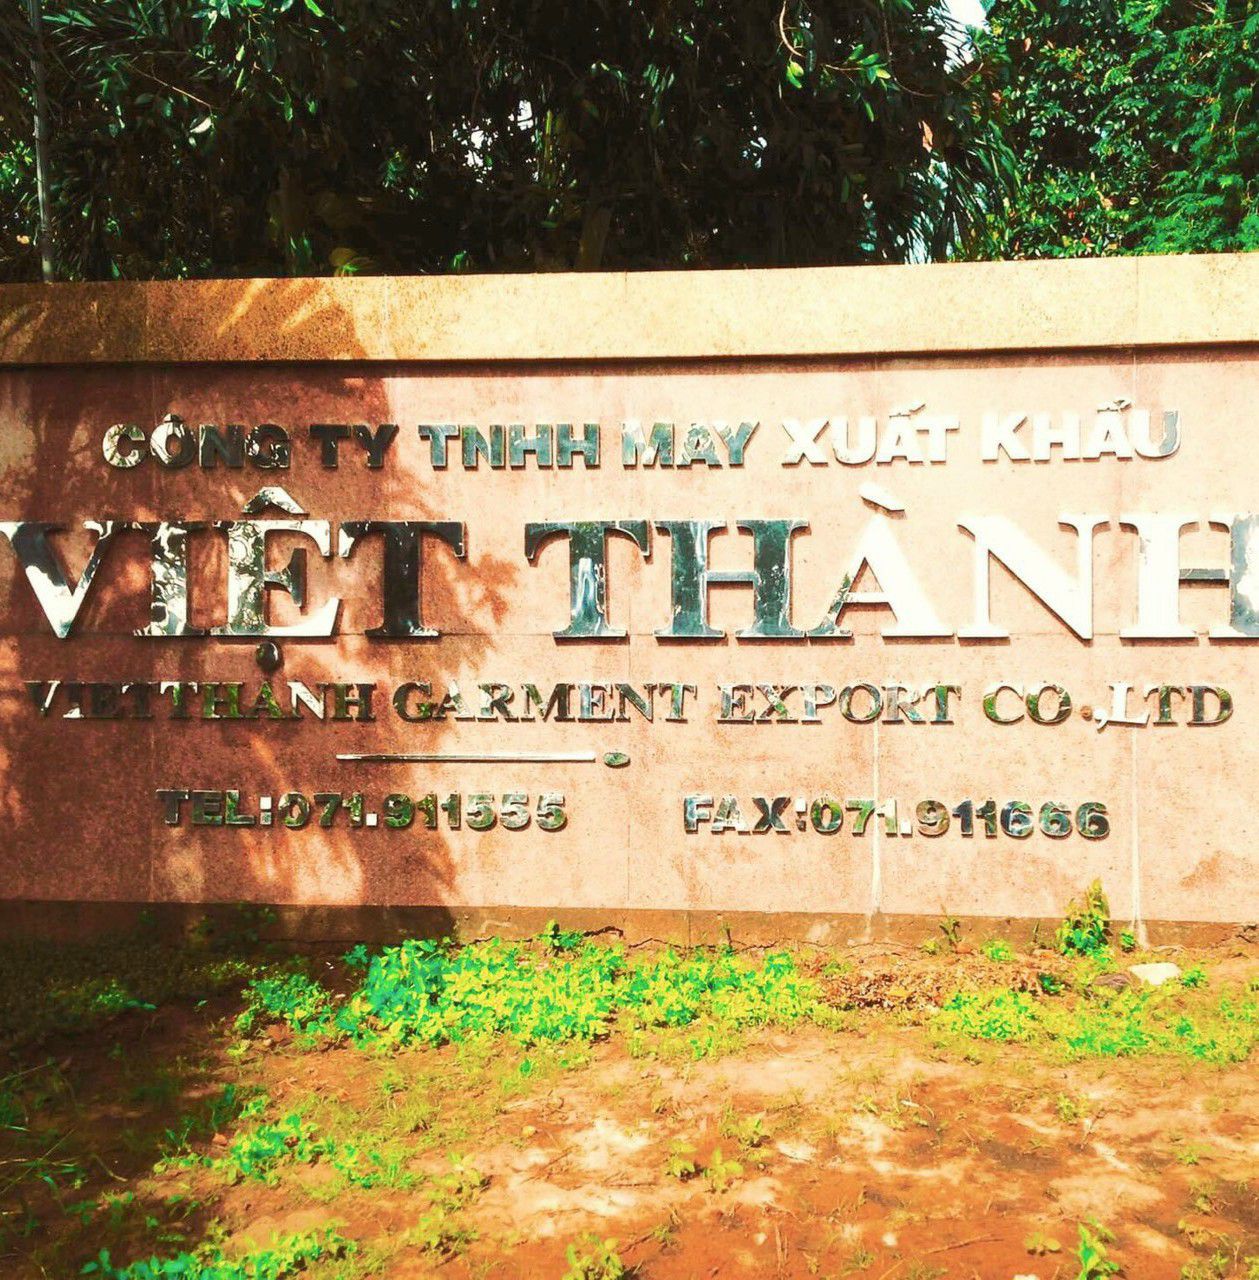 CÔNG TY TNHH MAY XUẤT KHẨU
VIỆT THÀNH
VIETTHÀNH GARMENT EXPORT CO.,LTD
TEL:071.911555 FAX:071.911666